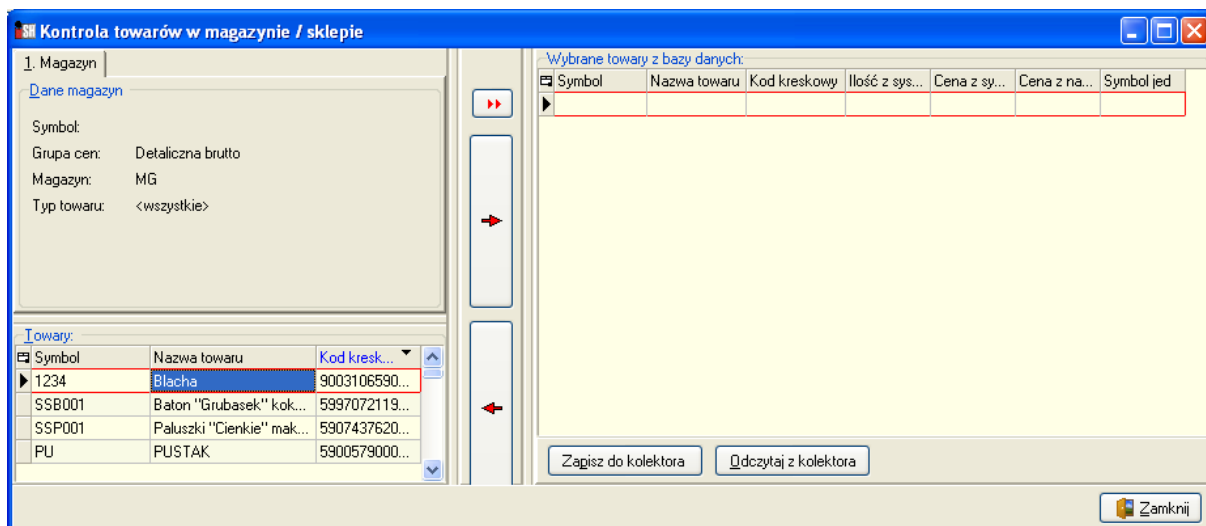 SH Kontrola towarów w magazynie / sklepie
1. Magazyn
Dane magazyn
Symbol:
Grupa cen: Detaliczna brutto
Magazyn: MG
Typ towaru: <wszystkie>
Towary:
Symbol Nazwa towaru Kod kresk...
1234 Blacha 9003106590...
SSB001 Baton "Grubasek" kok... 5997072119...
SSP001 Paluszki "Cienkie" mak... 5907437620...
PU PUSTAK 5900579000...
Wybrane towary z bazy danych:
Symbol Nazwa towaru Kod kreskowy Ilość z sys... Cena z sy... Cena z na... Symbol jed
Zapisz do kolektora Odczytaj z kolektora
Zamknij